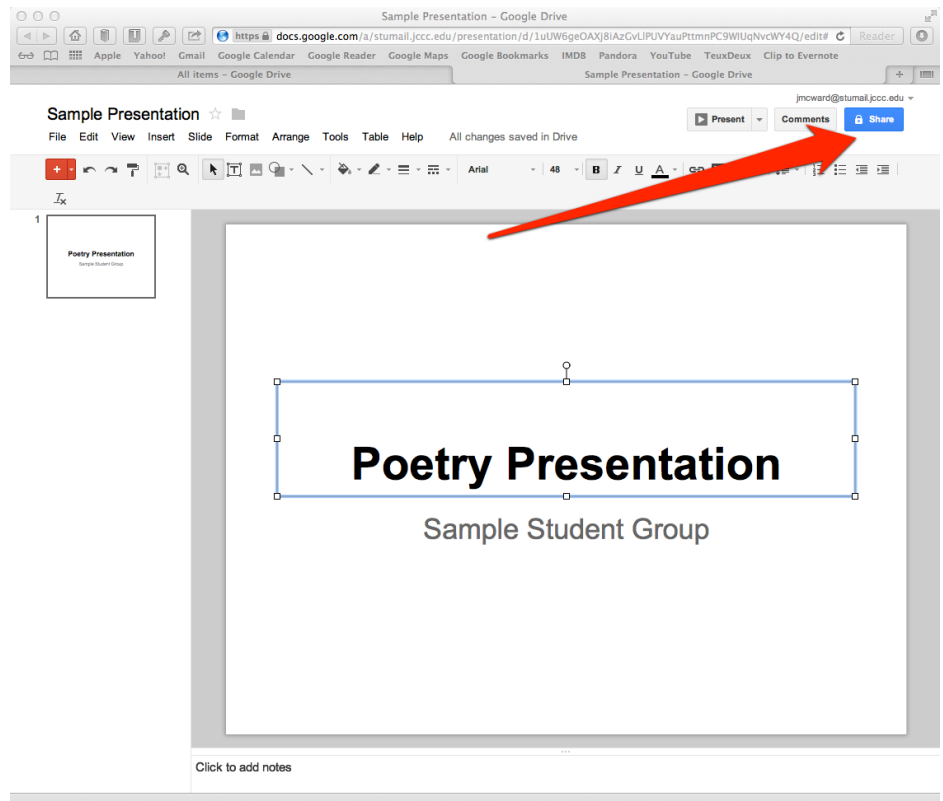 Sample Presentation – Google Drive
https docs.google.com/a/stumail.jccc.edu/presentation/d/1uUW6geOAXj8iAzGvLlPUVYauPttmnPC9WlUqNvcWY4Q/edit# Reader
Apple Yahoo! Gmail Google Calendar Google Reader Google Maps Google Bookmarks IMDB Pandora YouTube TeuxDeux Clip to Evernote
All items – Google Drive Sample Presentation – Google Drive +
jmcward@stumail.jccc.edu
Sample Presentation Present Comments Share
File Edit View Insert Slide Format Arrange Tools Table Help All changes saved in Drive
+ T Arial 48 B I U A
Tx
1
Poetry Presentation
Sample Student Group
Poetry Presentation
Sample Student Group
Click to add notes